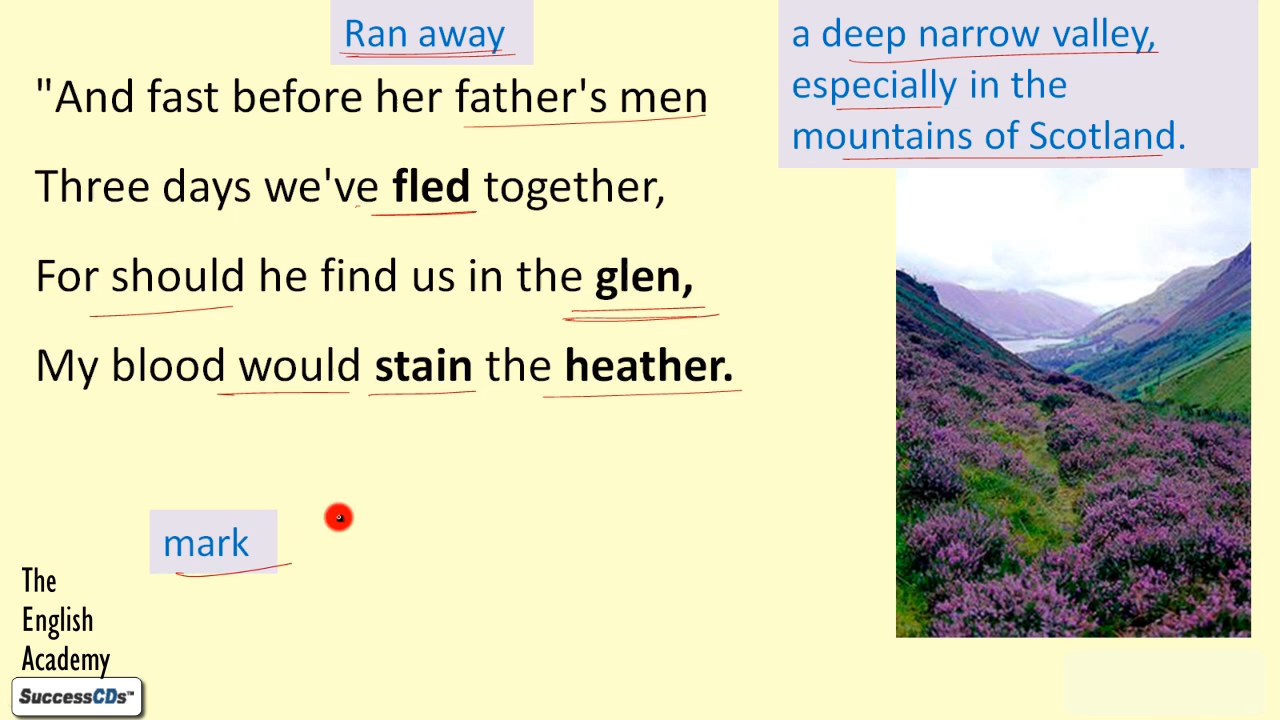 Ran away
a deep narrow valley,
especially in the
mountains of Scotland.
"And fast before her father's men
Three days we've fled together,
For should he find us in the glen,
My blood would stain the heather.
mark
The
English
Academy
SuccessCDs™